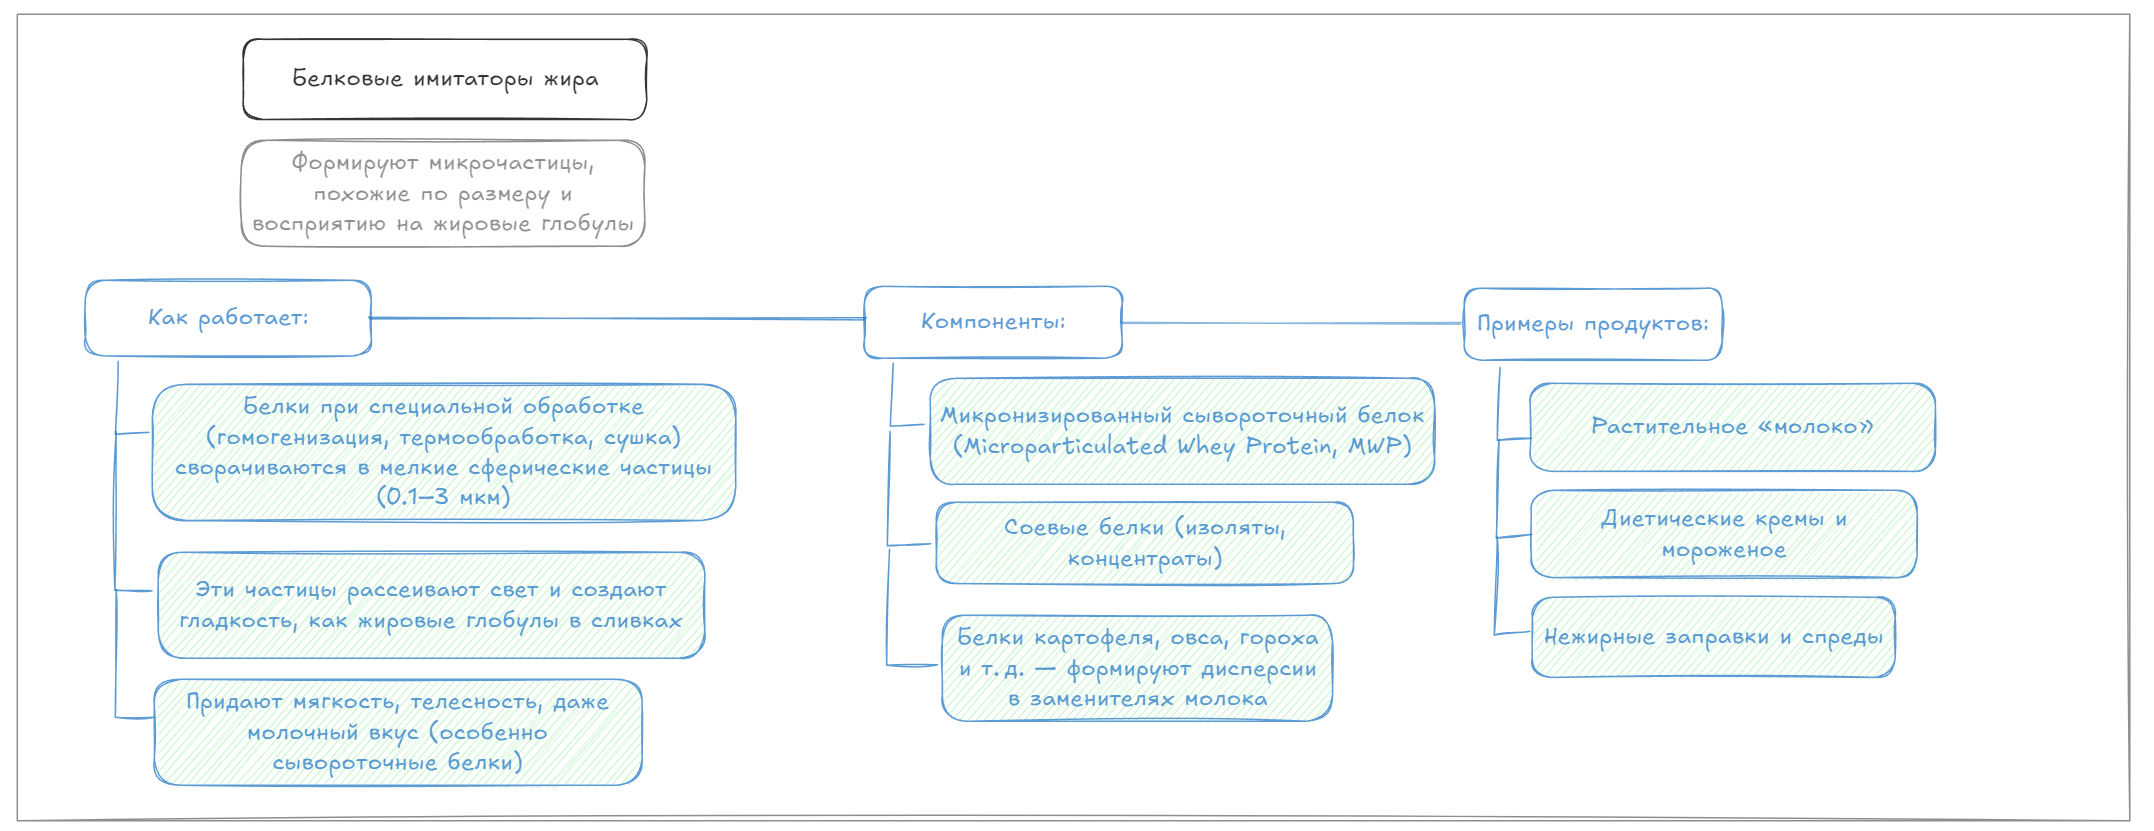 Белковые имитаторы жира
Формируют микрочастицы,
похожие по размеру и
восприятию на жировые глобулы
Как работает:
Белки при специальной обработке
(гомогенизация, термообработка, сушка)
сворачиваются в мелкие сферические частицы
(0.1–3 мкм)
Эти частицы рассеивают свет и создают
гладкость, как жировые глобулы в сливках
Придают мягкость, телесность, даже
молочный вкус (особенно
сывороточные белки)
Компоненты:
Микронизированный сывороточный белок
(Microparticulated Whey Protein, MWP)
Соевые белки (изоляты,
концентраты)
Белки картофеля, овса, гороха
и т. д. — формируют дисперсии
в заменителях молока
Примеры продуктов:
Растительное «молоко»
Диетические кремы и
мороженое
Нежирные заправки и спреды